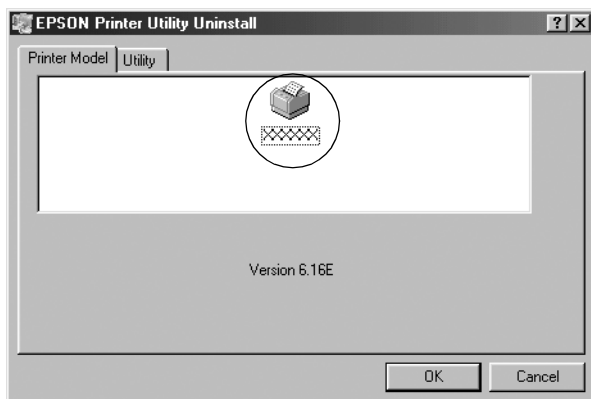 EPSON Printer Utility Uninstall
Printer Model
Utility
Version 6.16E
OK
Cancel